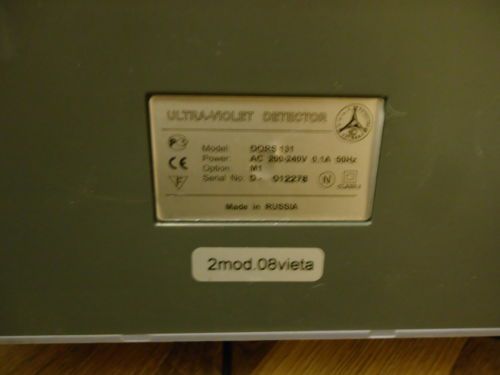 ULTRA-VIOLET DETECTOR
Model: DORS 131
Power: AC 200-240V 0,1A 50Hz
Option: M1
Serial No: D- 012278
Made in RUSSIA
2mod.08vieta